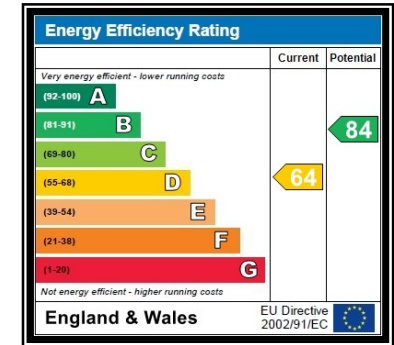 Energy Efficiency Rating
Current Potential
Very energy efficient - lower running costs
(92-100) A
(81-91) B
84
(69-80) C
(55-68) D
64
(39-54) E
(21-38) F
(1-20) G
Not energy efficient - higher running costs
England & Wales
EU Directive
2002/91/EC